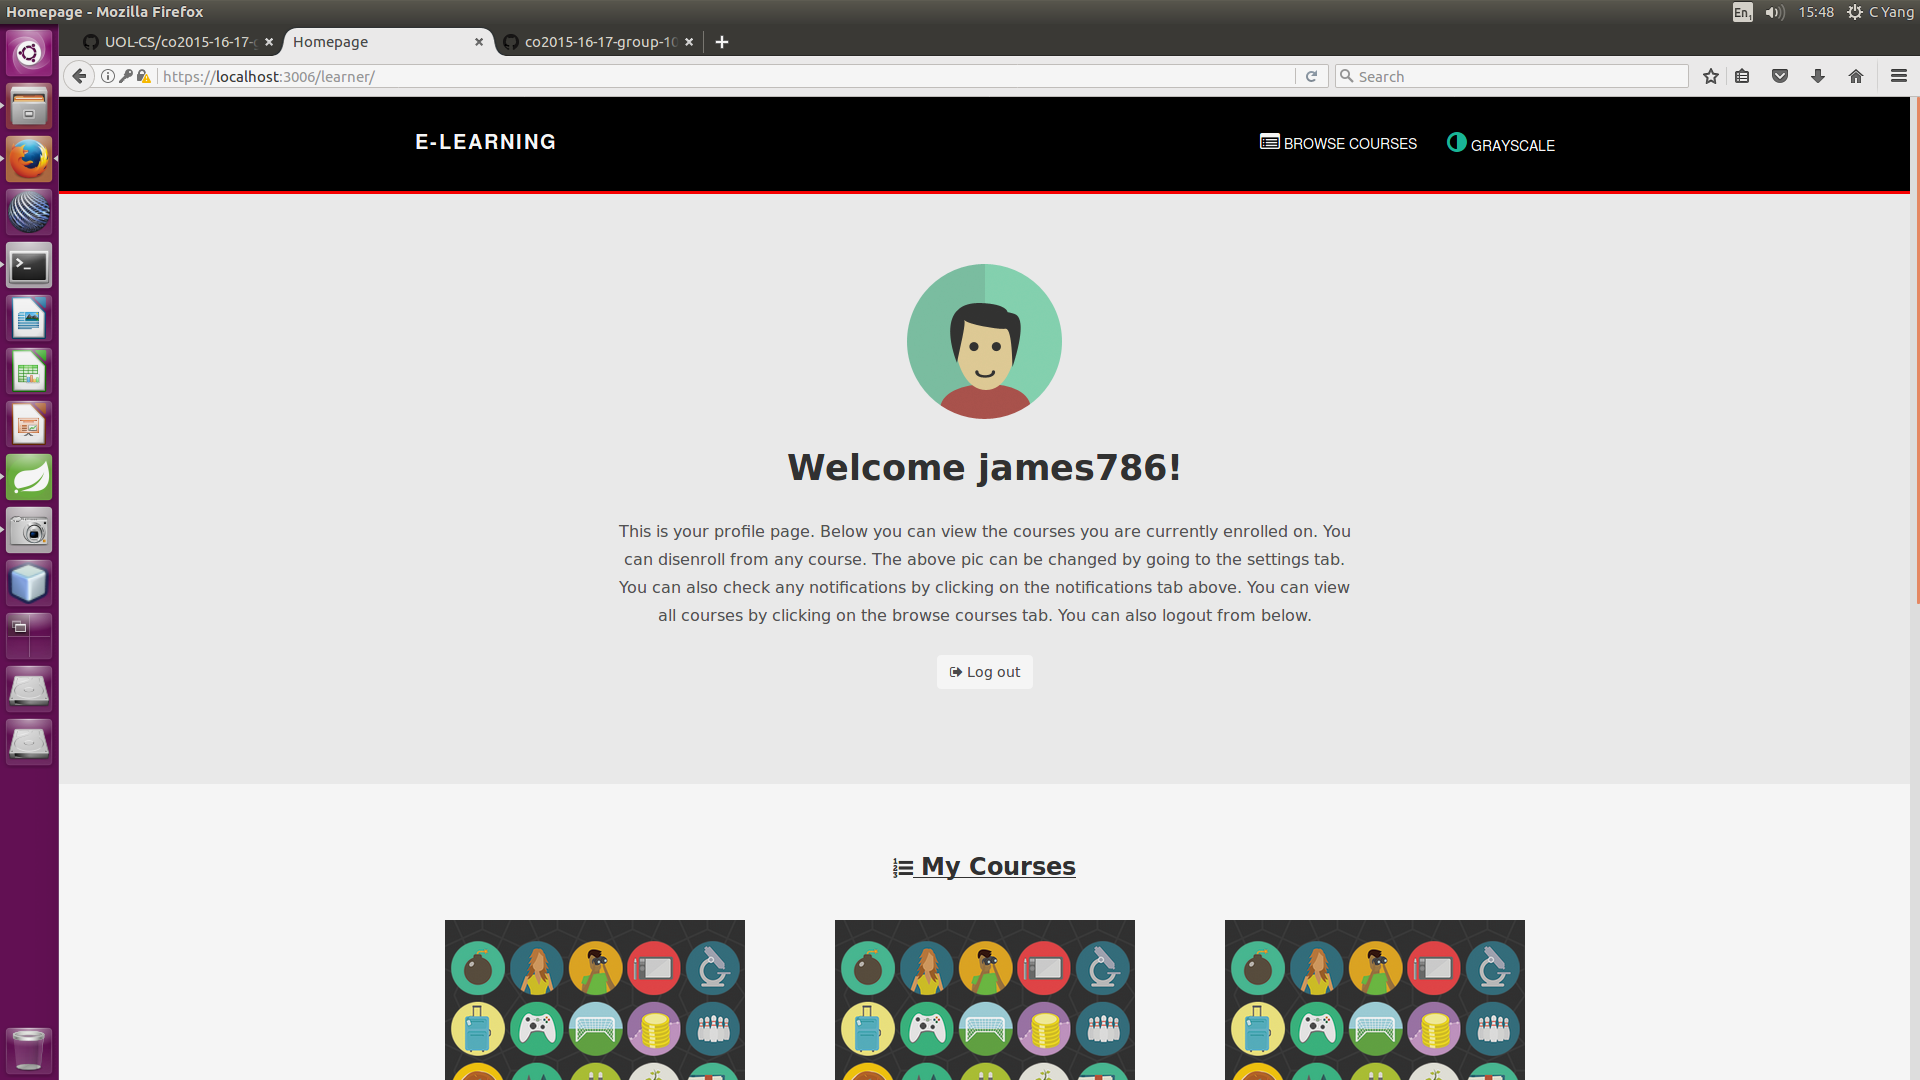 Homepage - Mozilla Firefox
En1 15:48 C Yang
UOL-CS/co2015-16-17-g
Homepage
co2015-16-17-group-10
https://localhost:3006/learner/
Search
E-LEARNING
BROWSE COURSES
GRAYSCALE
Welcome james786!
This is your profile page. Below you can view the courses you are currently enrolled on. You
can disenroll from any course. The above pic can be changed by going to the settings tab.
You can also check any notifications by clicking on the notifications tab above. You can view
all courses by clicking on the browse courses tab. You can also logout from below.
Log out
My Courses